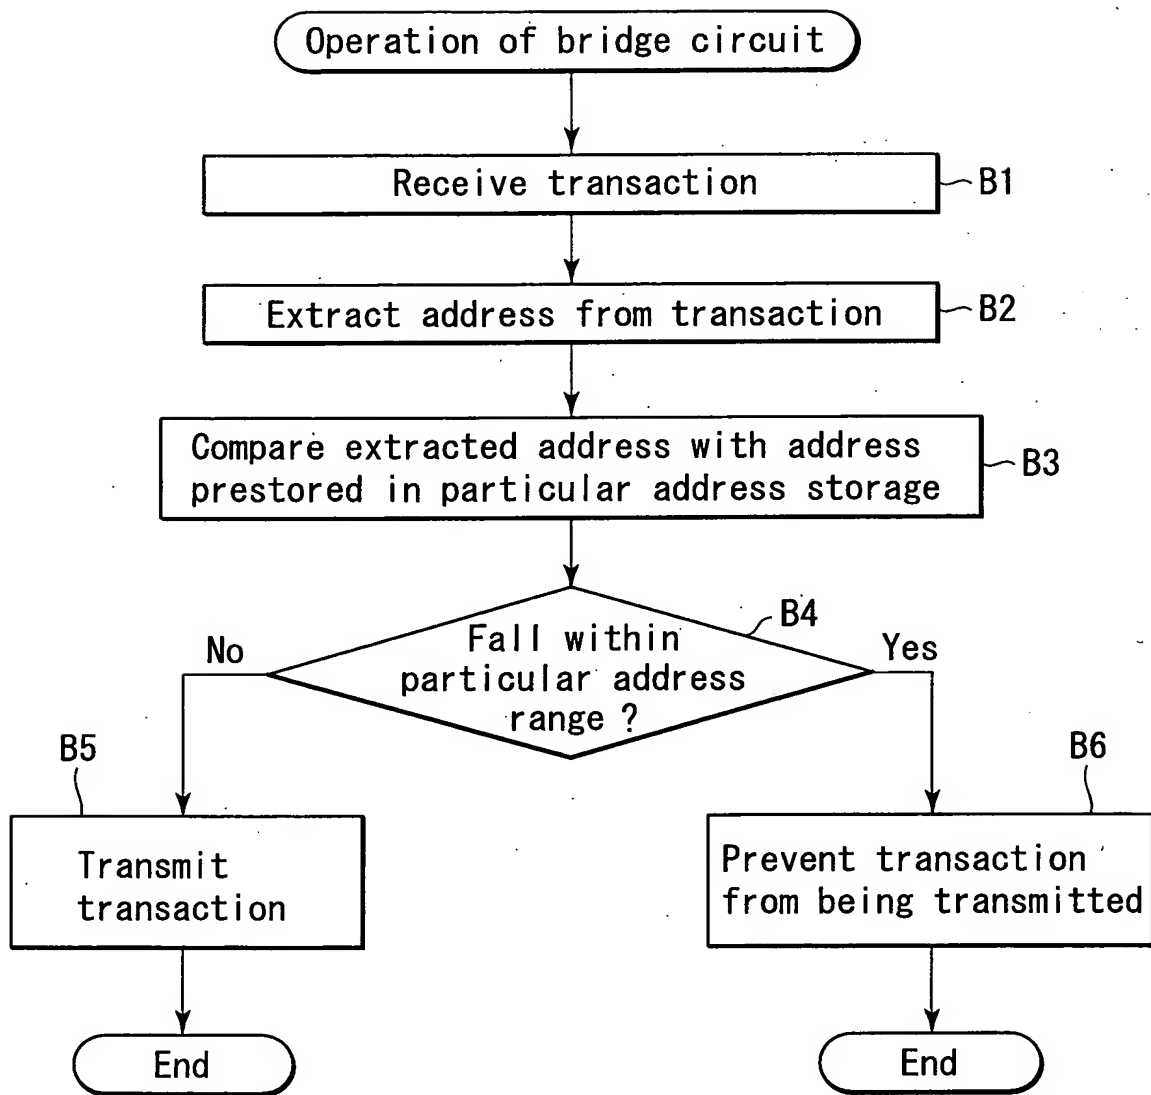 Operation of bridge circuit
Receive transaction
B1
Extract address from transaction
B2
Compare extracted address with address
prestored in particular address storage
B3
B4
Fall within
particular address
range ?
No
Yes
B5
B6
Transmit
transaction
Prevent transaction
from being transmitted
End
End